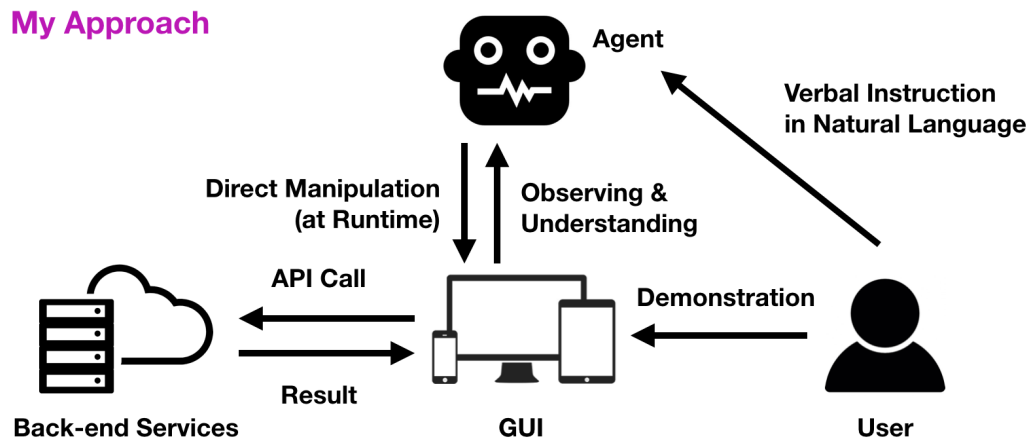 My Approach
Agent
Verbal Instruction
in Natural Language
Direct Manipulation
(at Runtime)
Observing &
Understanding
API Call
Demonstration
Result
Back-end Services
GUI
User